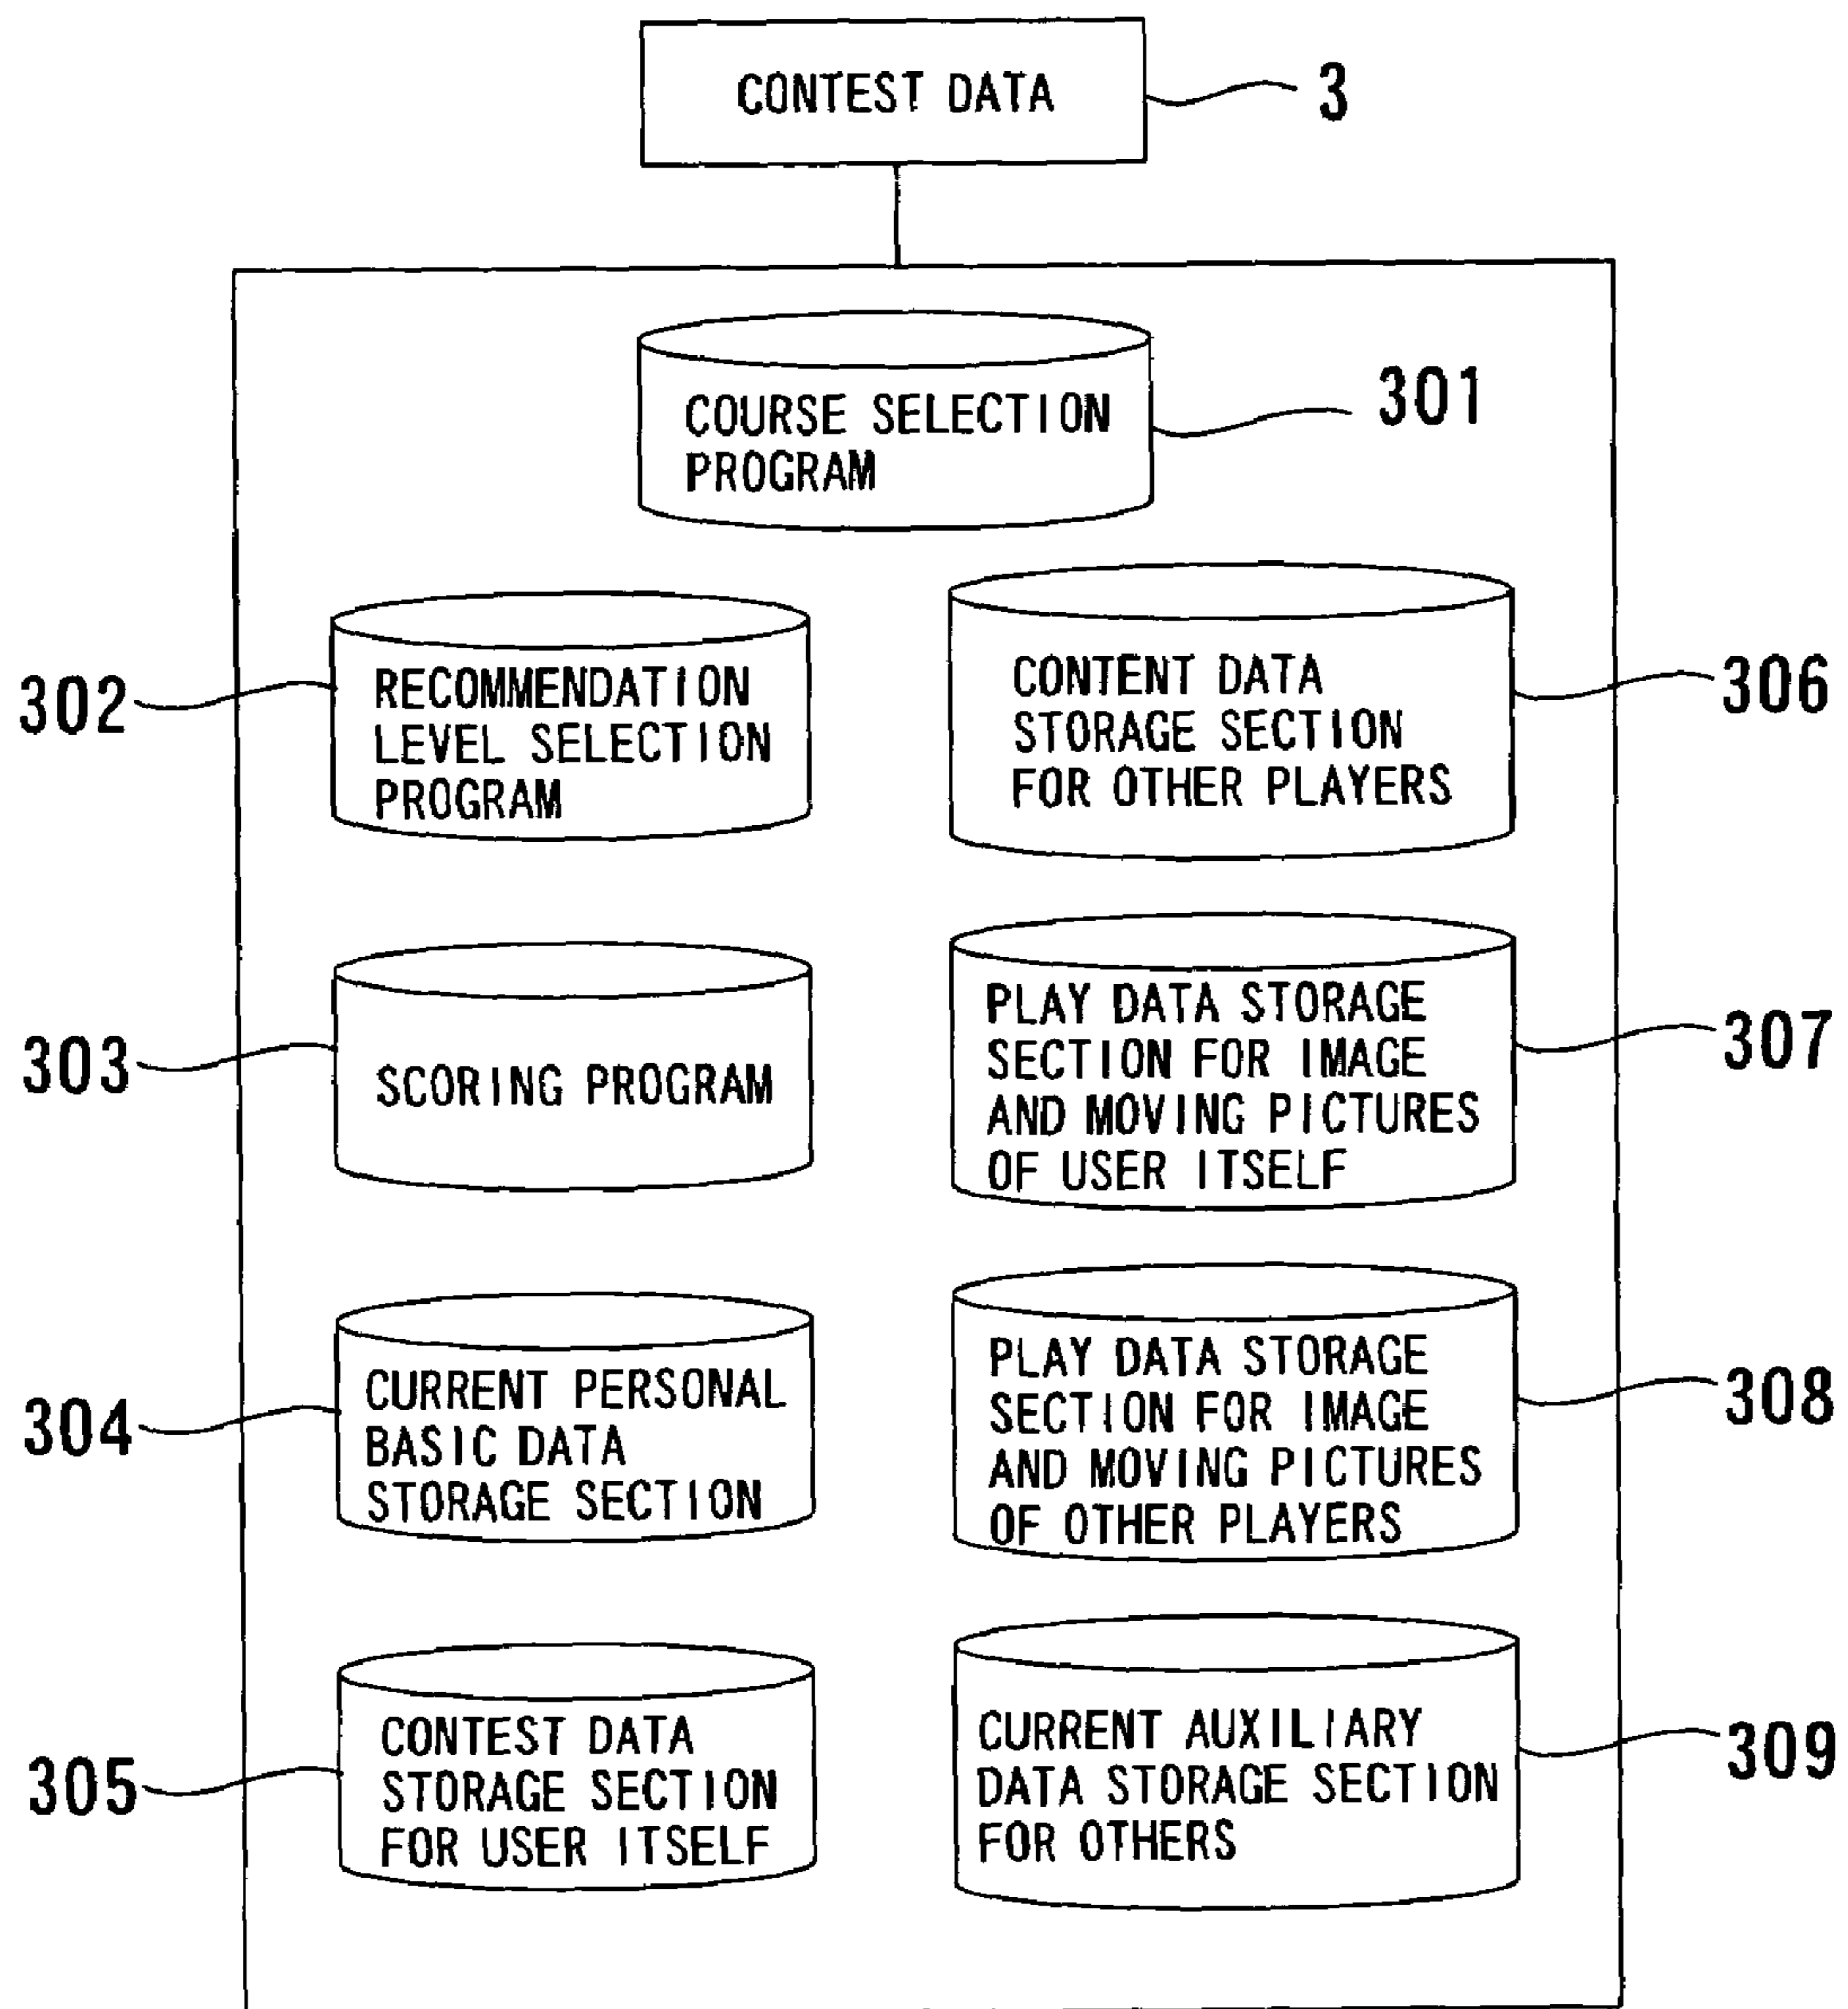 CONTEST DATA
3
COURSE SELECTION
PROGRAM
301
302
RECOMMENDATION
LEVEL SELECTION
PROGRAM
CONTENT DATA
STORAGE SECTION
FOR OTHER PLAYERS
306
303
SCORING PROGRAM
PLAY DATA STORAGE
SECTION FOR IMAGE
AND MOVING PICTURES
OF USER ITSELF
307
304
CURRENT PERSONAL
BASIC DATA
STORAGE SECTION
PLAY DATA STORAGE
SECTION FOR IMAGE
AND MOVING PICTURES
OF OTHER PLAYERS
308
305
CONTEST DATA
STORAGE SECTION
FOR USER ITSELF
CURRENT AUXILIARY
DATA STORAGE SECTION
FOR OTHERS
309